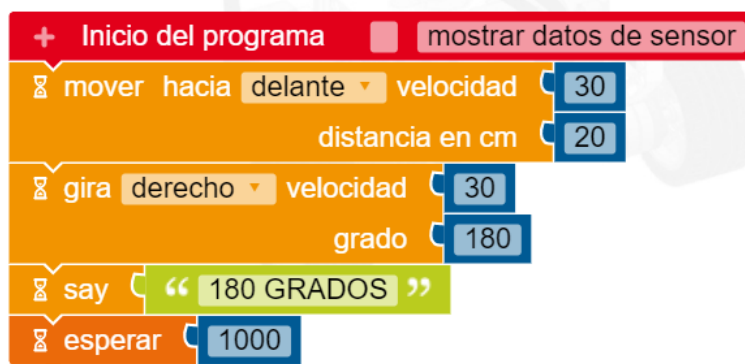 + Inicio del programa mostrar datos de sensor
mover hacia delante velocidad 30
distancia en cm 20
gira derecho velocidad 30
grado 180
say “ 180 GRADOS ”
esperar 1000